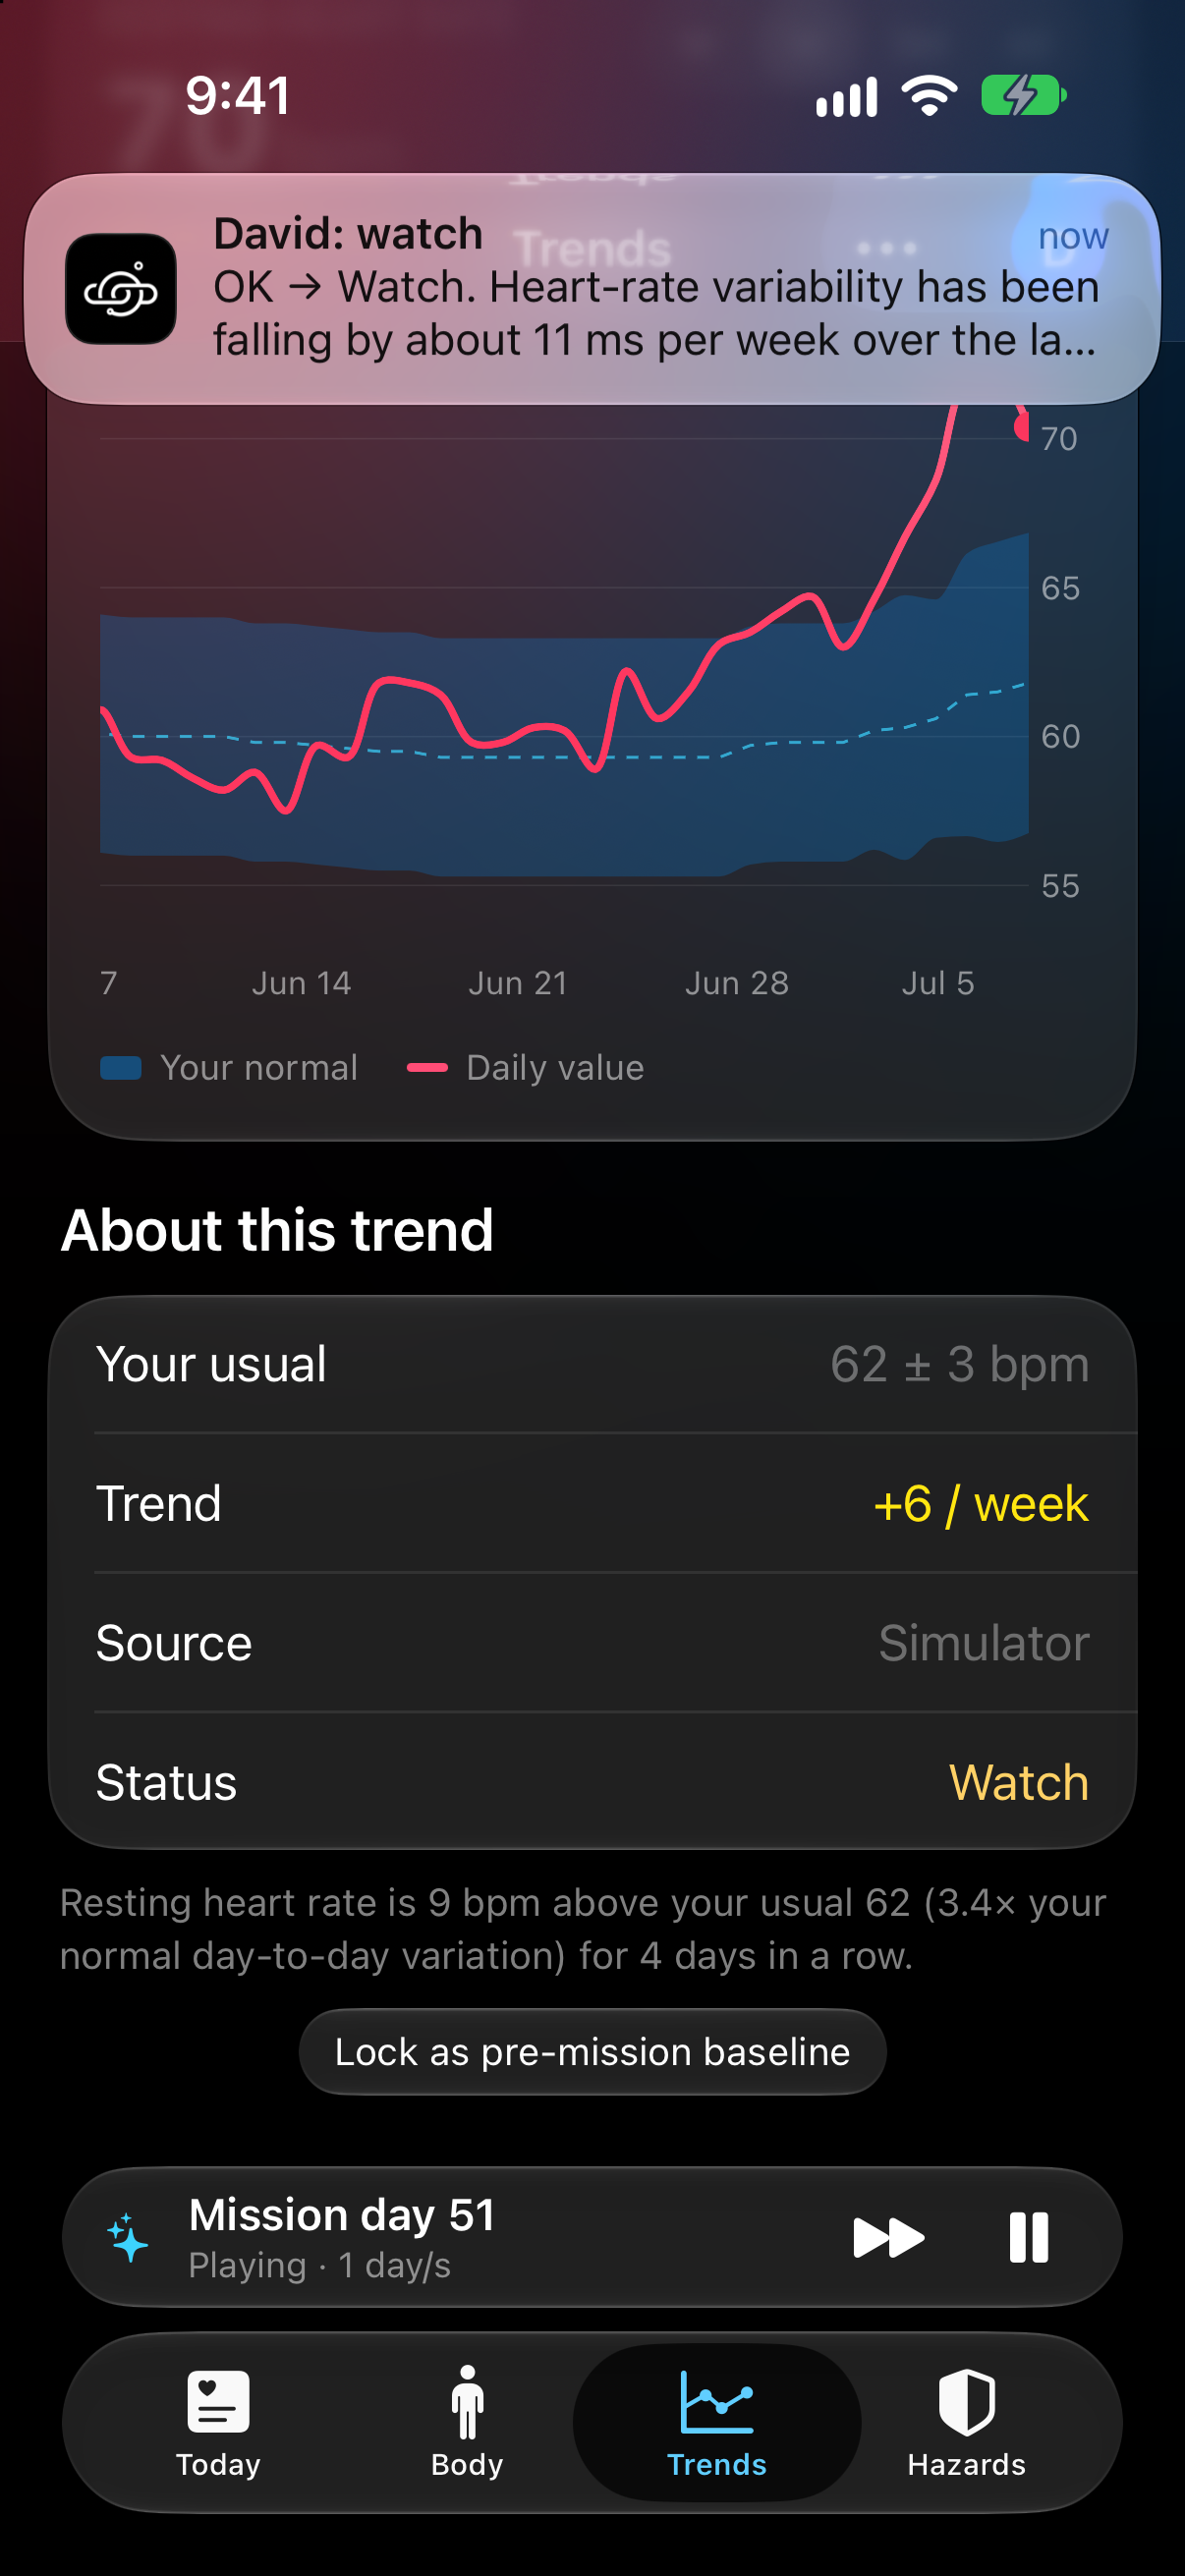 9:41
David: watch
now
OK → Watch. Heart-rate variability has been
falling by about 11 ms per week over the la...
Trends
70
65
60
55
7
Jun 14
Jun 21
Jun 28
Jul 5
Your normal
Daily value
About this trend
Your usual
62 ± 3 bpm
Trend
+6 / week
Source
Simulator
Status
Watch
Resting heart rate is 9 bpm above your usual 62 (3.4× your
normal day-to-day variation) for 4 days in a row.
Lock as pre-mission baseline
Mission day 51
Playing · 1 day/s
Today
Body
Trends
Hazards